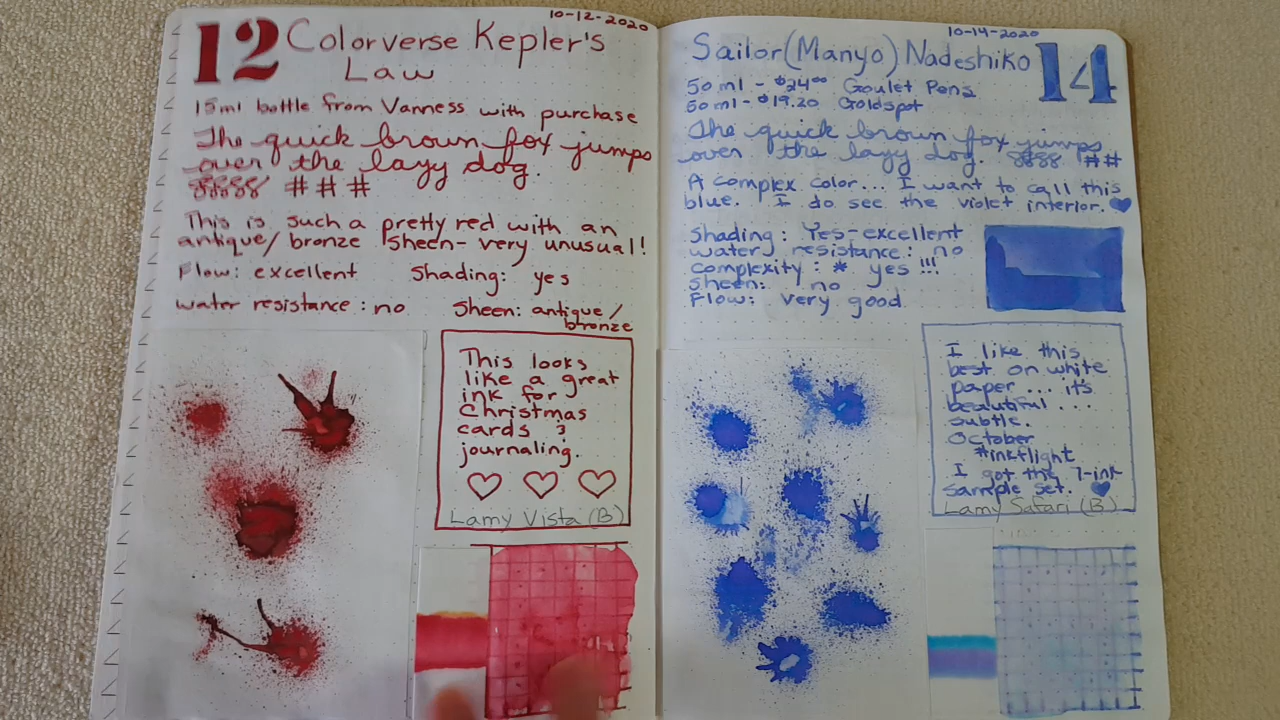 10-12-2020
12 Colorverse Kepler's
Law
15ml bottle from Vanness with purchase
The quick brown fox jumps
over the lazy dog.
8888 # # #
This is such a pretty red with an
antique/bronze sheen- very unusual!
Flow: excellent Shading: yes
water resistance: no Sheen: antique/
bronze
This looks
like a great
ink for
Christmas
cards &
journaling.
♡ ♡ ♡
Lamy Vista (B)
10-14-2020
Sailor (Manyo) Nadeshiko 14
50 ml - $24.00 Goulet Pens
50 ml - $19.20 Goldspot
The quick brown fox jumps
over the lazy dog. 8888 ##
A complex color... I want to call this
blue. I do see the violet interior. ♥
Shading: Yes-excellent
water resistance: no
complexity: * yes !!!
sheen: no
Flow: very good
I like this
best on white
paper... it's
beautiful...
subtle.
October
#inkflight
I got the 7-ink
sample set. ♥
Lamy Safari (B)